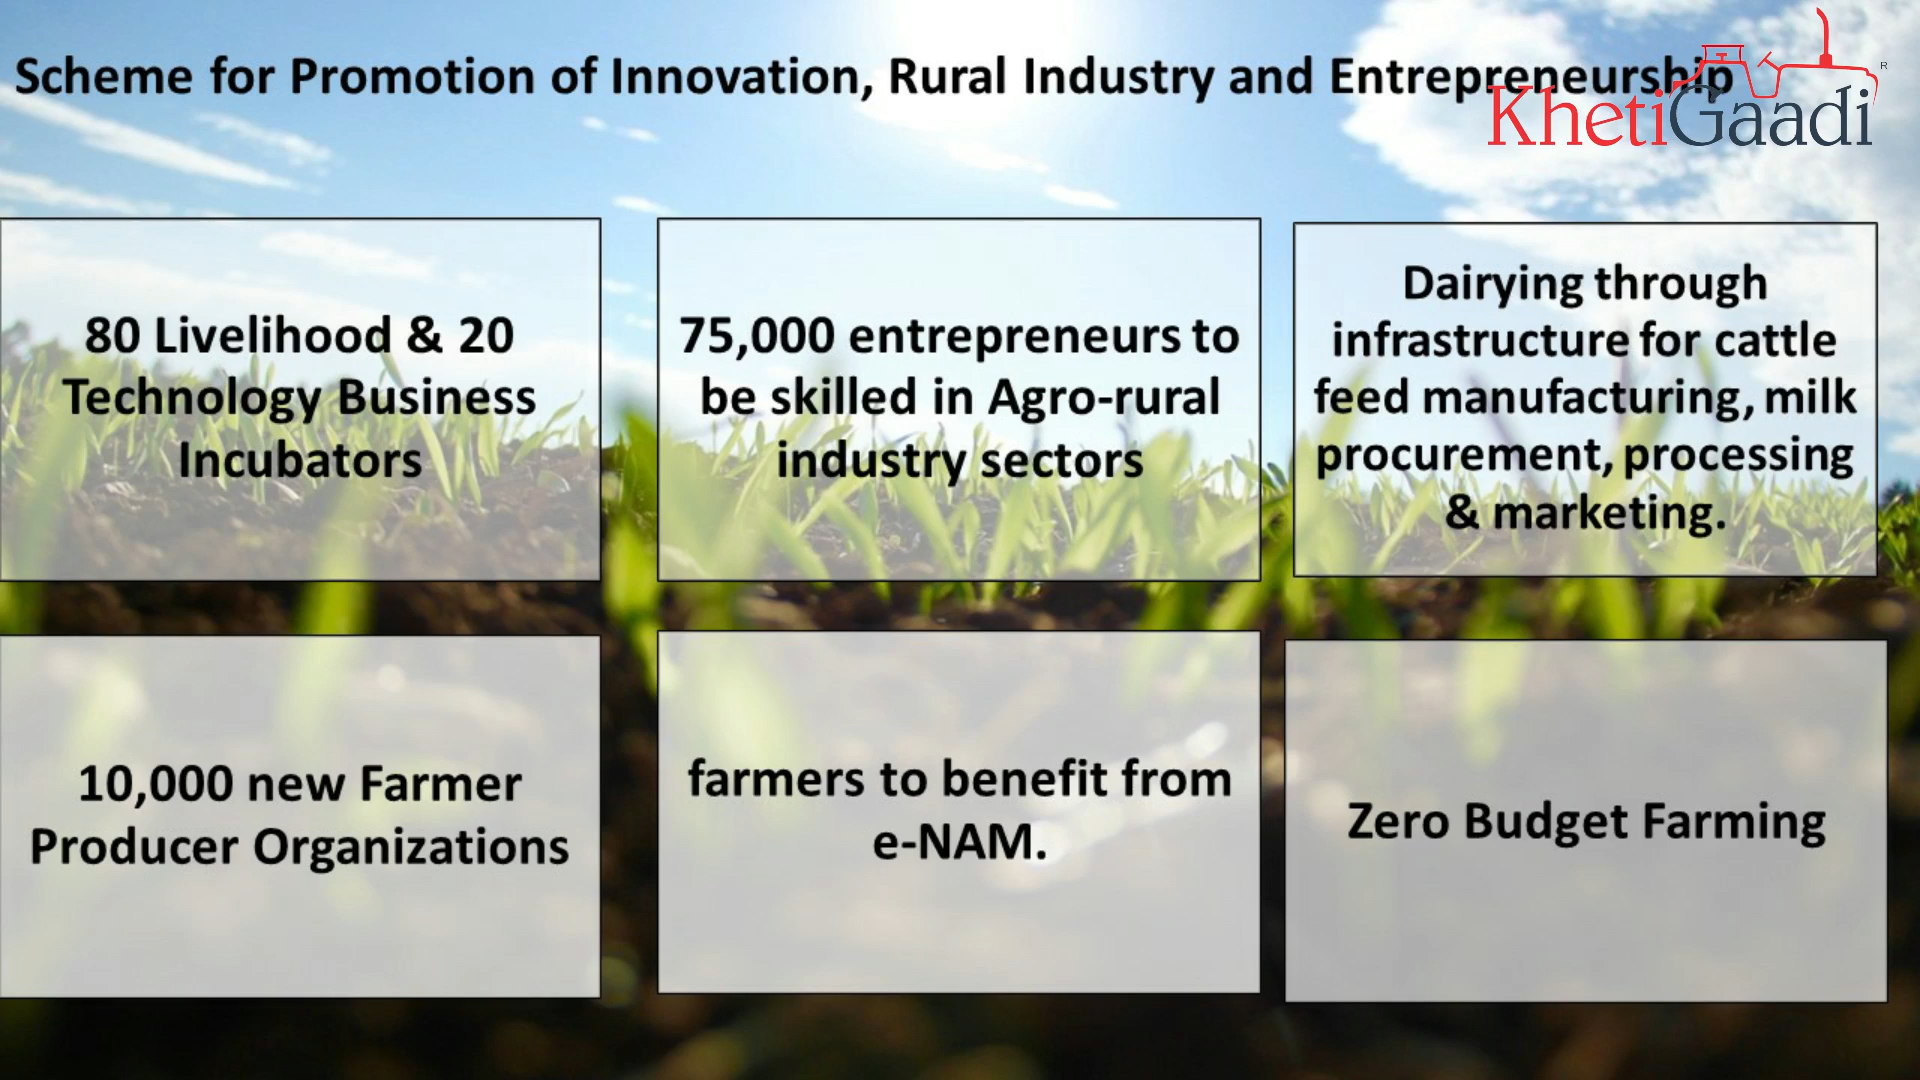 Scheme for Promotion of Innovation, Rural Industry and Entrepreneurship
KhetiGaadi
R
80 Livelihood & 20
Technology Business
Incubators
75,000 entrepreneurs to
be skilled in Agro-rural
industry sectors
Dairying through
infrastructure for cattle
feed manufacturing, milk
procurement, processing
& marketing.
10,000 new Farmer
Producer Organizations
farmers to benefit from
e-NAM.
Zero Budget Farming